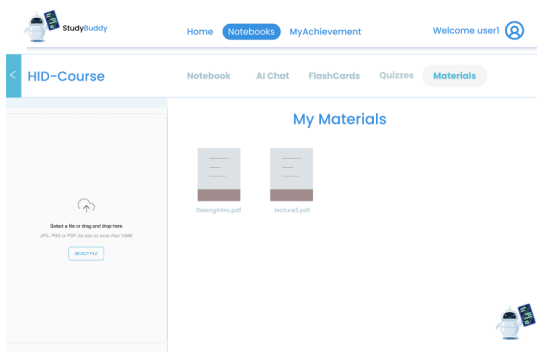 StudyBuddy
Home Notebooks MyAchievement
Welcome user1
< HID-Course
Notebook AI Chat FlashCards Quizzes Materials
My Materials
DesingIntro.pdf lecture3.pdf
Select a file or drag and drop here
JPG, PNG or PDF, file size no more than 10MB
SELECT FILE